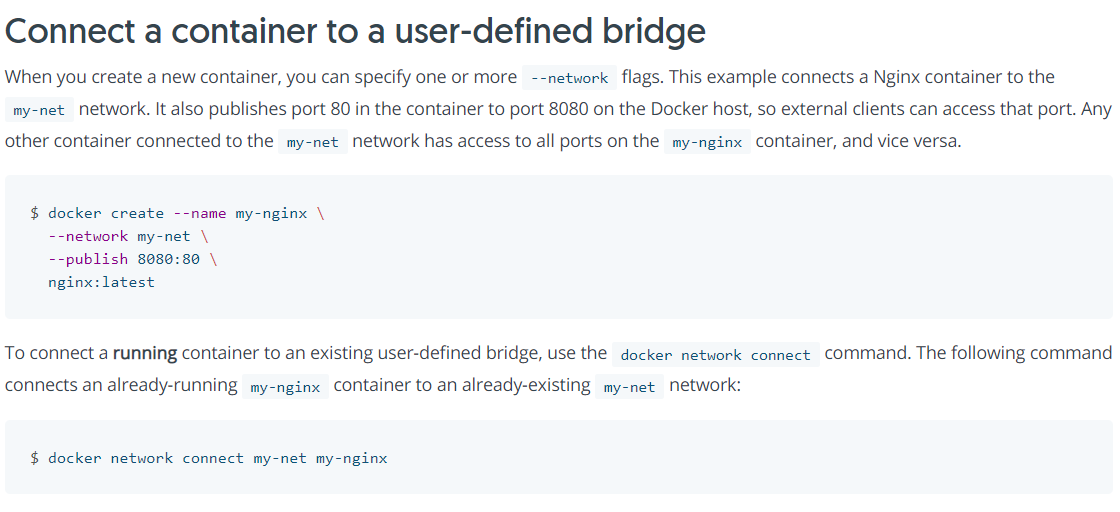 Connect a container to a user-defined bridge
When you create a new container, you can specify one or more --network flags. This example connects a Nginx container to the
my-net network. It also publishes port 80 in the container to port 8080 on the Docker host, so external clients can access that port. Any
other container connected to the my-net network has access to all ports on the my-nginx container, and vice versa.
$ docker create --name my-nginx \
  --network my-net \
  --publish 8080:80 \
  nginx:latest
To connect a running container to an existing user-defined bridge, use the docker network connect command. The following command
connects an already-running my-nginx container to an already-existing my-net network:
$ docker network connect my-net my-nginx